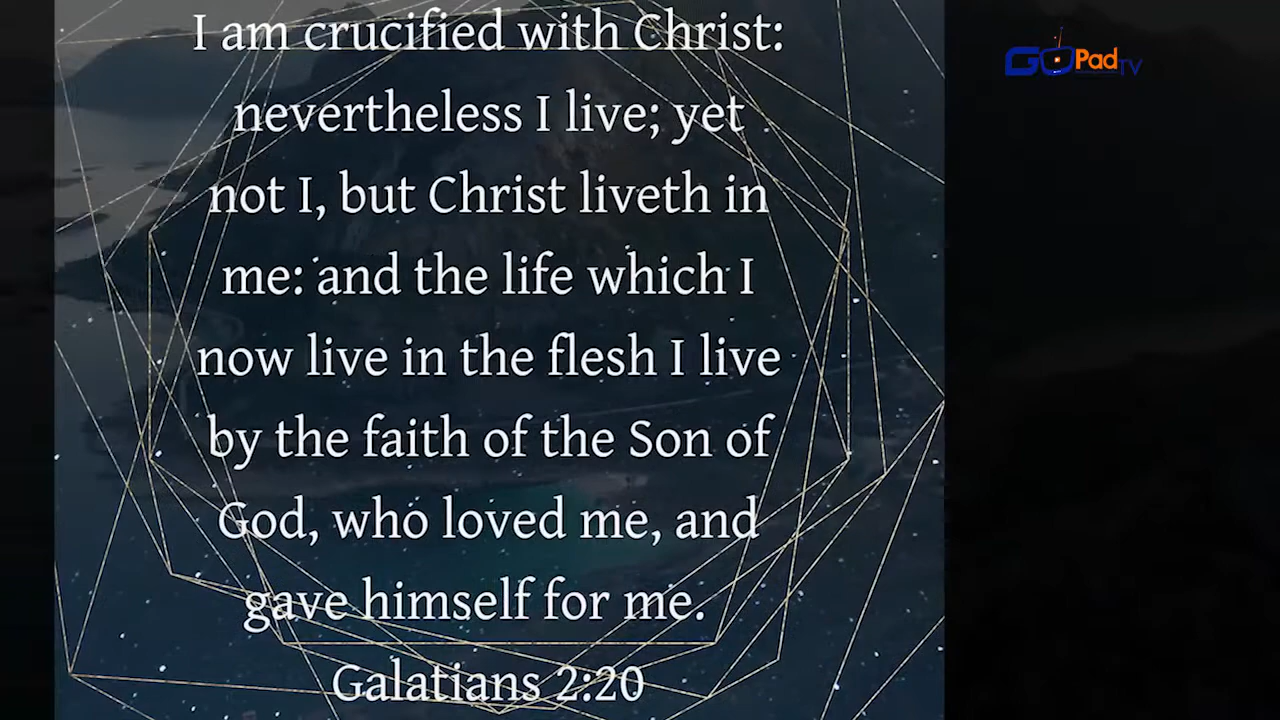 I am crucified with Christ:
nevertheless I live; yet
not I, but Christ liveth in
me: and the life which I
now live in the flesh I live
by the faith of the Son of
God, who loved me, and
gave himself for me.
Galatians 2:20
GOPadTV